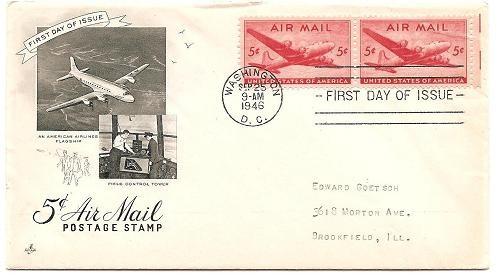 FIRST DAY OF ISSUE
AIR MAIL
5¢ 5¢
UNITED STATES OF AMERICA
AIR MAIL
5¢ 5¢
UNITED STATES OF AMERICA
WASHINGTON
SEP 25
9-AM
1946
D. C.
FIRST DAY OF ISSUE
AN AMERICAN AIRLINES
FLAGSHIP
FIELD CONTROL TOWER
5¢ Air Mail
POSTAGE STAMP
Edward Goetsch
3618 Morton Ave.
Brookfield, Ill.